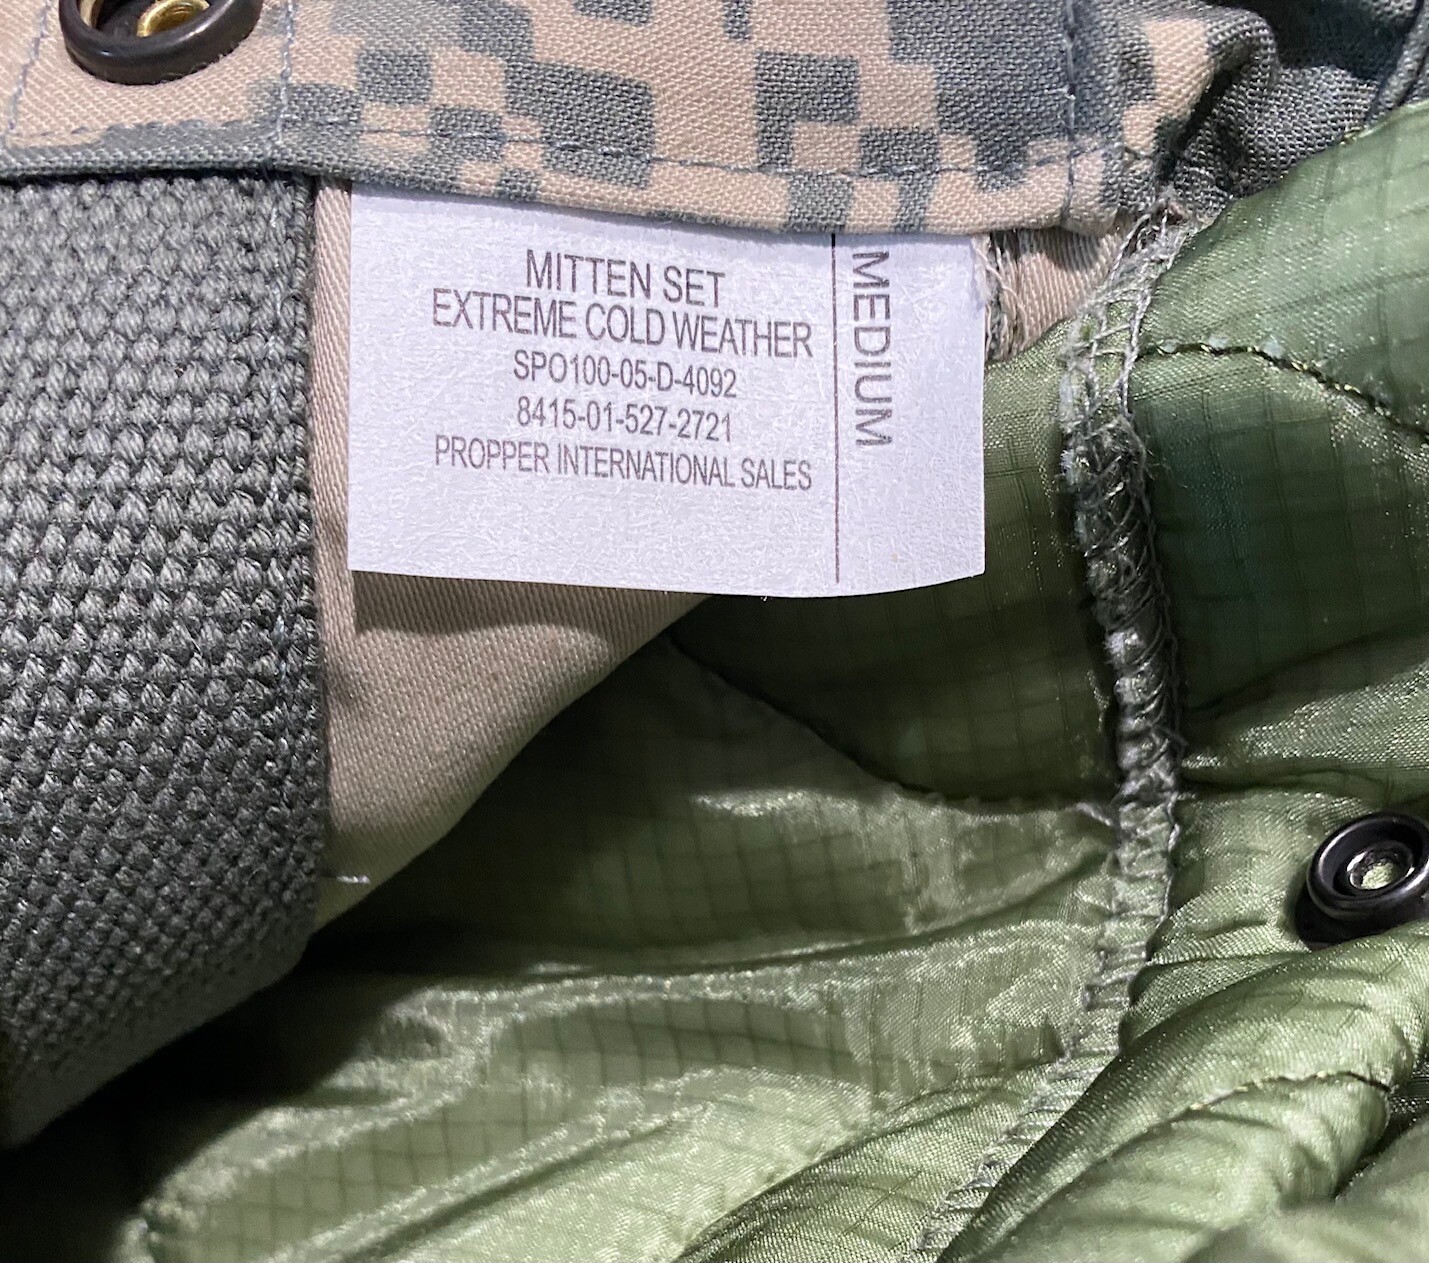 MITTEN SET
EXTREME COLD WEATHER
SPO100-05-D-4092
8415-01-527-2721
PROPPER INTERNATIONAL SALES
MEDIUM